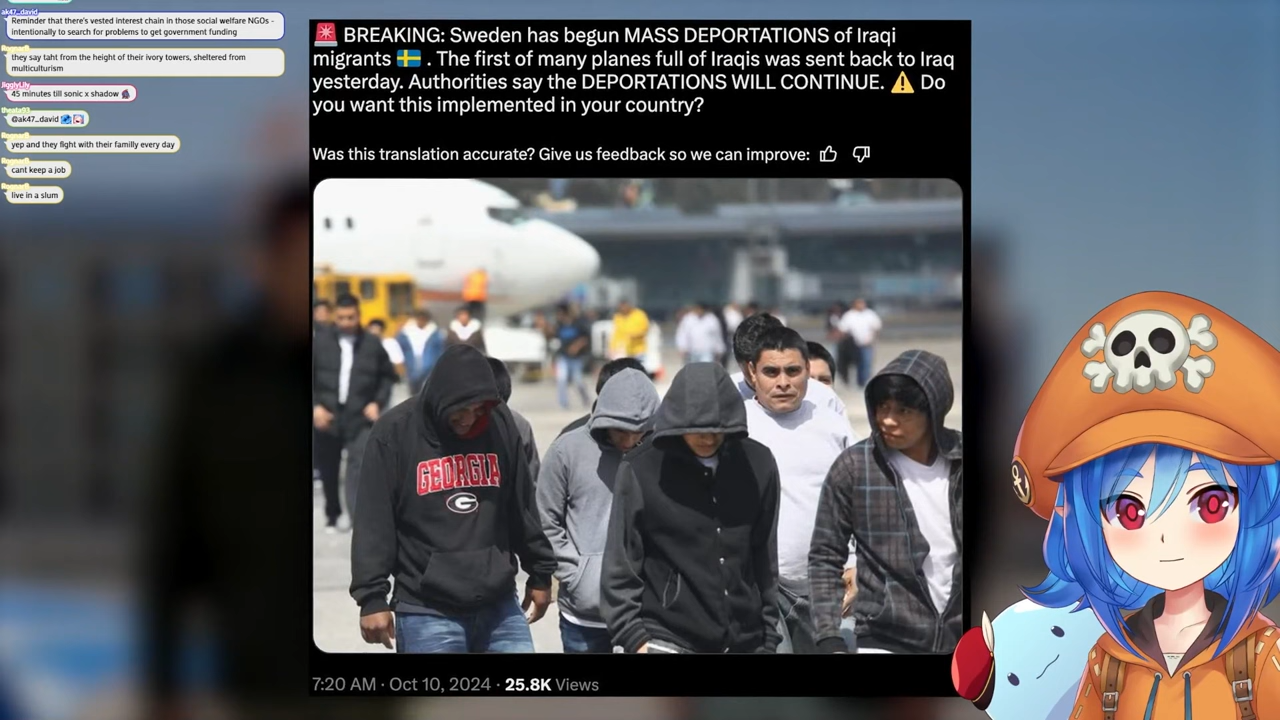 ak47_david
Reminder that there's vested interest chain in those social welfare NGOs -
intentionally to search for problems to get government funding
they say taht from the height of their ivory towers, sheltered from
multiculturism
JigglyLily
45 minutes till sonic x shadow
@ak47_david
yep and they fight with their familly every day
cant keep a job
live in a slum
🚨 BREAKING: Sweden has begun MASS DEPORTATIONS of Iraqi
migrants 🇸🇪 . The first of many planes full of Iraqis was sent back to Iraq
yesterday. Authorities say the DEPORTATIONS WILL CONTINUE. ⚠️ Do
you want this implemented in your country?
Was this translation accurate? Give us feedback so we can improve:
GEORGIA
G
7:20 AM · Oct 10, 2024 · 25.8K Views